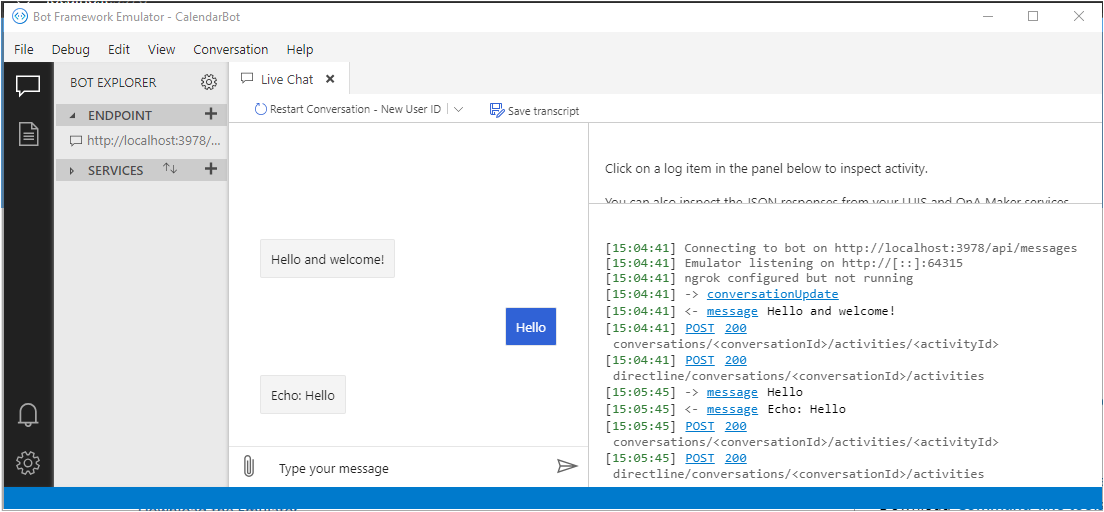 Bot Framework Emulator - CalendarBot
File Debug Edit View Conversation Help
BOT EXPLORER
ENDPOINT
http://localhost:3978/...
SERVICES
Live Chat
Restart Conversation - New User ID
Save transcript
Hello and welcome!
Hello
Echo: Hello
Type your message
Click on a log item in the panel below to inspect activity.
You can also inspect the JSON responses from your LUIS and QnA Maker services
[15:04:41] Connecting to bot on http://localhost:3978/api/messages
[15:04:41] Emulator listening on http://[::]:64315
[15:04:41] ngrok configured but not running
[15:04:41] -> conversationUpdate
[15:04:41] <- message Hello and welcome!
[15:04:41] POST 200
conversations/<conversationId>/activities/<activityId>
[15:04:41] POST 200
directline/conversations/<conversationId>/activities
[15:05:45] -> message Hello
[15:05:45] <- message Echo: Hello
[15:05:45] POST 200
conversations/<conversationId>/activities/<activityId>
[15:05:45] POST 200
directline/conversations/<conversationId>/activities